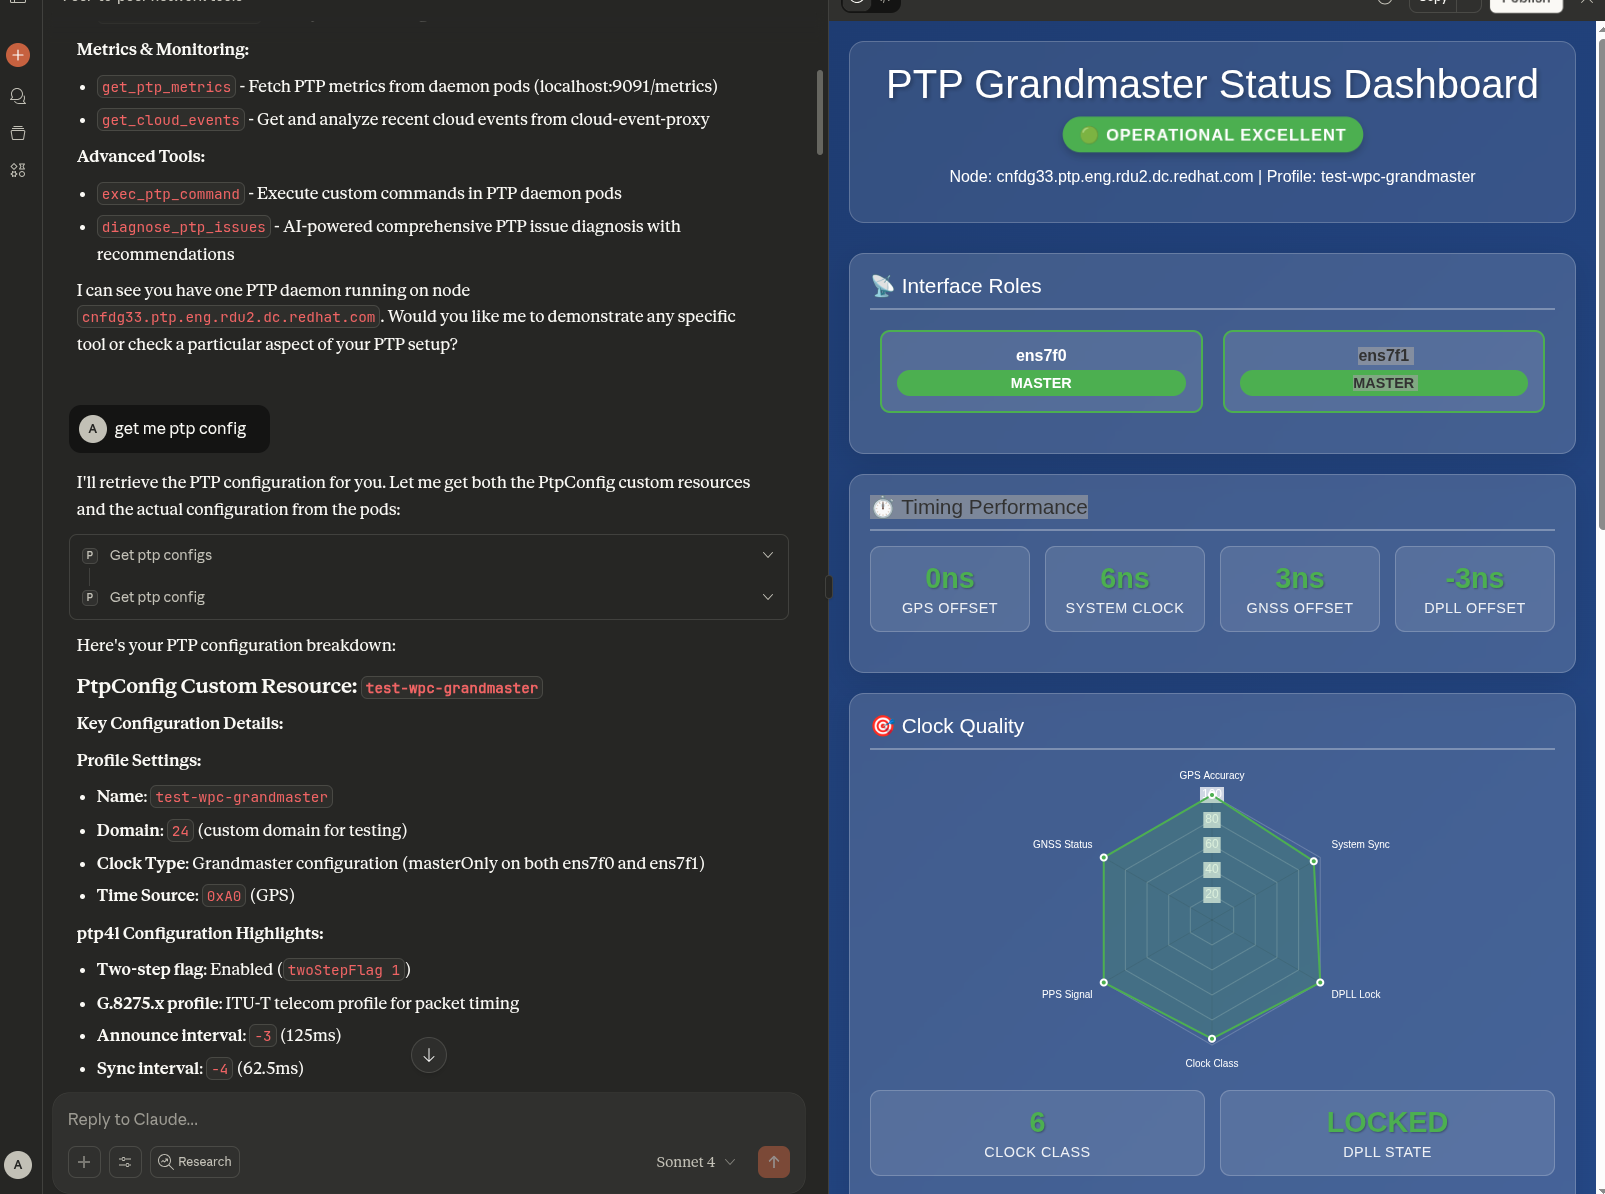 Metrics & Monitoring:
get_ptp_metrics - Fetch PTP metrics from daemon pods (localhost:9091/metrics)
get_cloud_events - Get and analyze recent cloud events from cloud-event-proxy
Advanced Tools:
exec_ptp_command - Execute custom commands in PTP daemon pods
diagnose_ptp_issues - AI-powered comprehensive PTP issue diagnosis with
recommendations
I can see you have one PTP daemon running on node
cnfdg33.ptp.eng.rdu2.dc.redhat.com. Would you like me to demonstrate any specific
tool or check a particular aspect of your PTP setup?
A get me ptp config
I'll retrieve the PTP configuration for you. Let me get both the PtpConfig custom resources
and the actual configuration from the pods:
P Get ptp configs
P Get ptp config
Here's your PTP configuration breakdown:
PtpConfig Custom Resource: test-wpc-grandmaster
Key Configuration Details:
Profile Settings:
Name: test-wpc-grandmaster
Domain: 24 (custom domain for testing)
Clock Type: Grandmaster configuration (masterOnly on both ens7f0 and ens7f1)
Time Source: 0xA0 (GPS)
ptp4l Configuration Highlights:
Two-step flag: Enabled (twoStepFlag 1)
G.8275.x profile: ITU-T telecom profile for packet timing
Announce interval: -3 (125ms)
Sync interval: -4 (62.5ms)
Reply to Claude...
Research
Sonnet 4
A
Copy
Publish
PTP Grandmaster Status Dashboard
OPERATIONAL EXCELLENT
Node: cnfdg33.ptp.eng.rdu2.dc.redhat.com | Profile: test-wpc-grandmaster
Interface Roles
ens7f0
MASTER
ens7f1
MASTER
Timing Performance
0ns
GPS OFFSET
6ns
SYSTEM CLOCK
3ns
GNSS OFFSET
-3ns
DPLL OFFSET
Clock Quality
GPS Accuracy
100
80
60
40
20
GNSS Status
System Sync
PPS Signal
DPLL Lock
Clock Class
6
CLOCK CLASS
LOCKED
DPLL STATE